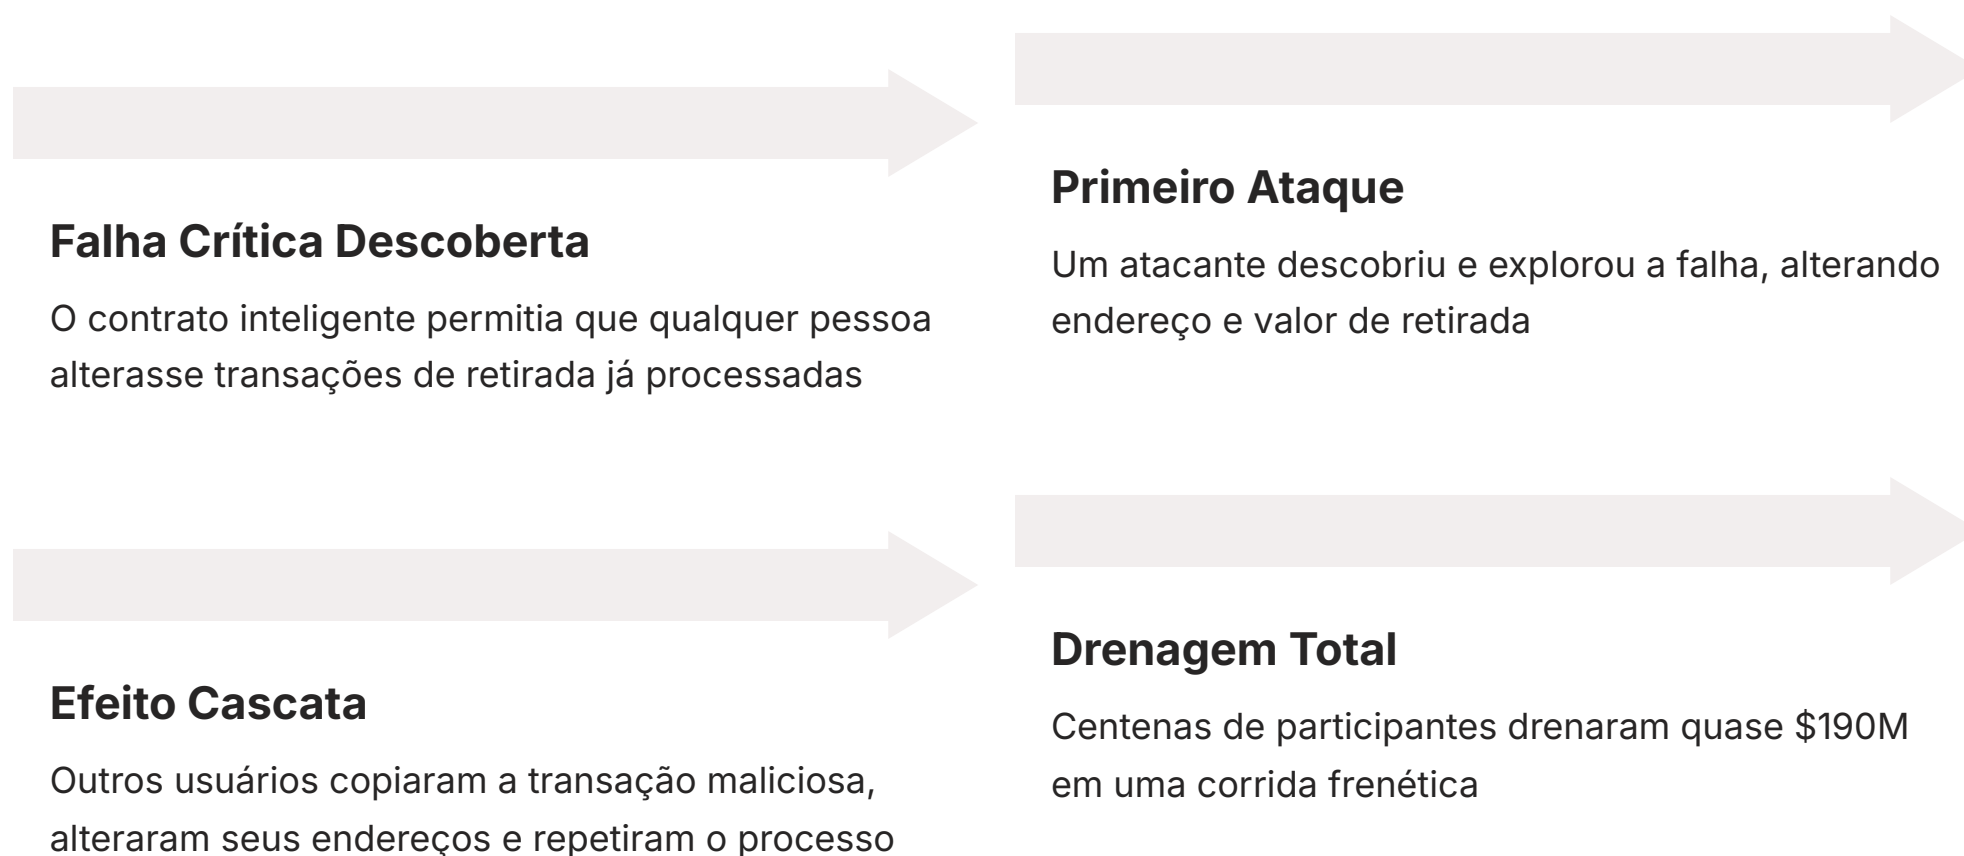 Falha Crítica Descoberta
O contrato inteligente permitia que qualquer pessoa
alterasse transações de retirada já processadas
Primeiro Ataque
Um atacante descobriu e explorou a falha, alterando
endereço e valor de retirada
Efeito Cascata
Outros usuários copiaram a transação maliciosa,
alteraram seus endereços e repetiram o processo
Drenagem Total
Centenas de participantes drenaram quase $190M
em uma corrida frenética